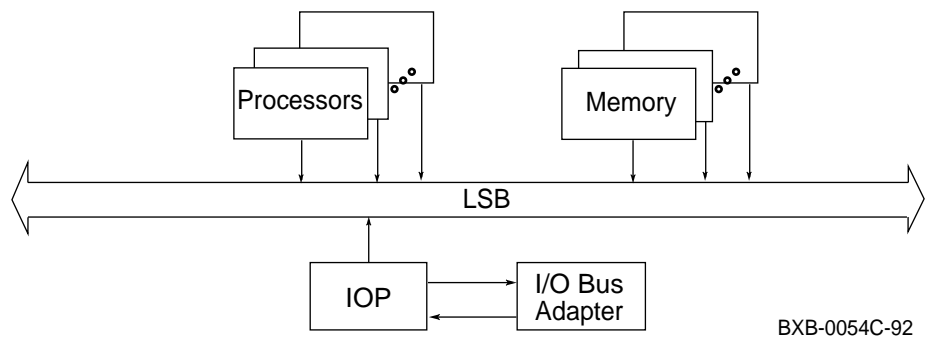 Processors
Memory
LSB
IOP
I/O Bus
Adapter
BXB-0054C-92